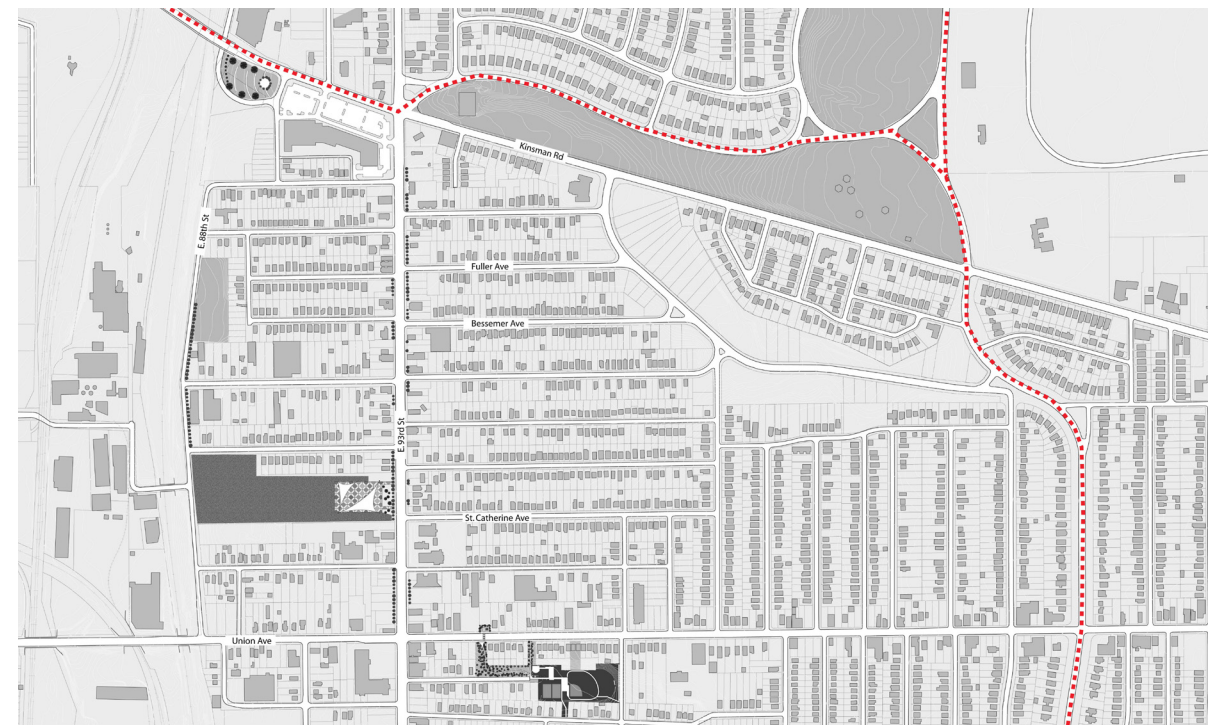 Kinsman Rd
E 88th St
Fuller Ave
Bessemer Ave
E 93rd St
St. Catherine Ave
Union Ave